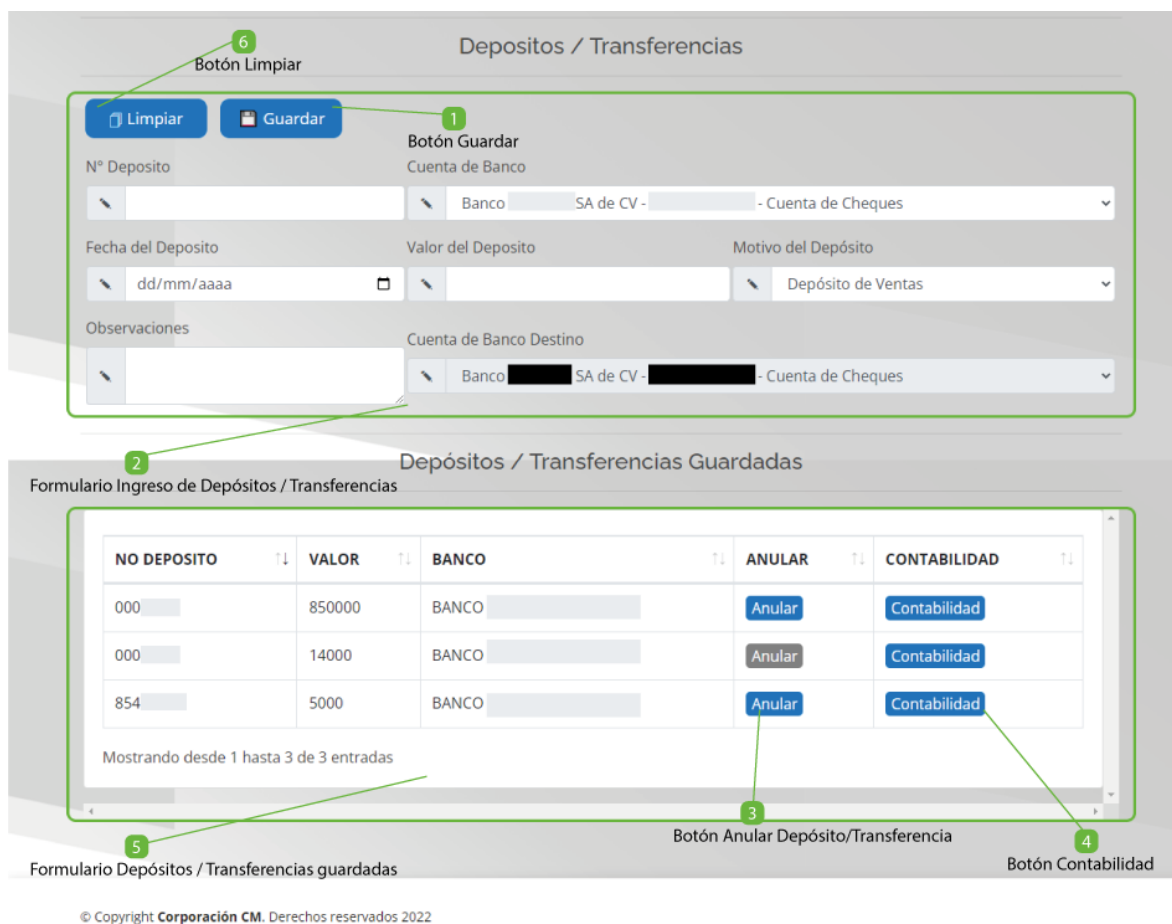 Depositos / Transferencias
6
Botón Limpiar
Limpiar
Guardar
1
Botón Guardar
Nº Deposito
Cuenta de Banco
Banco SA de CV - - Cuenta de Cheques
Fecha del Deposito
Valor del Deposito
Motivo del Depósito
dd/mm/aaaa
Depósito de Ventas
Observaciones
Cuenta de Banco Destino
Banco SA de CV - - Cuenta de Cheques
2
Formulario Ingreso de Depósitos / Transferencias
Depósitos / Transferencias Guardadas
NO DEPOSITO VALOR BANCO ANULAR CONTABILIDAD
000 850000 BANCO Anular Contabilidad
000 14000 BANCO Anular Contabilidad
854 5000 BANCO Anular Contabilidad
Mostrando desde 1 hasta 3 de 3 entradas
3
Botón Anular Depósito/Transferencia
4
Botón Contabilidad
5
Formulario Depósitos / Transferencias guardadas
© Copyright Corporación CM. Derechos reservados 2022